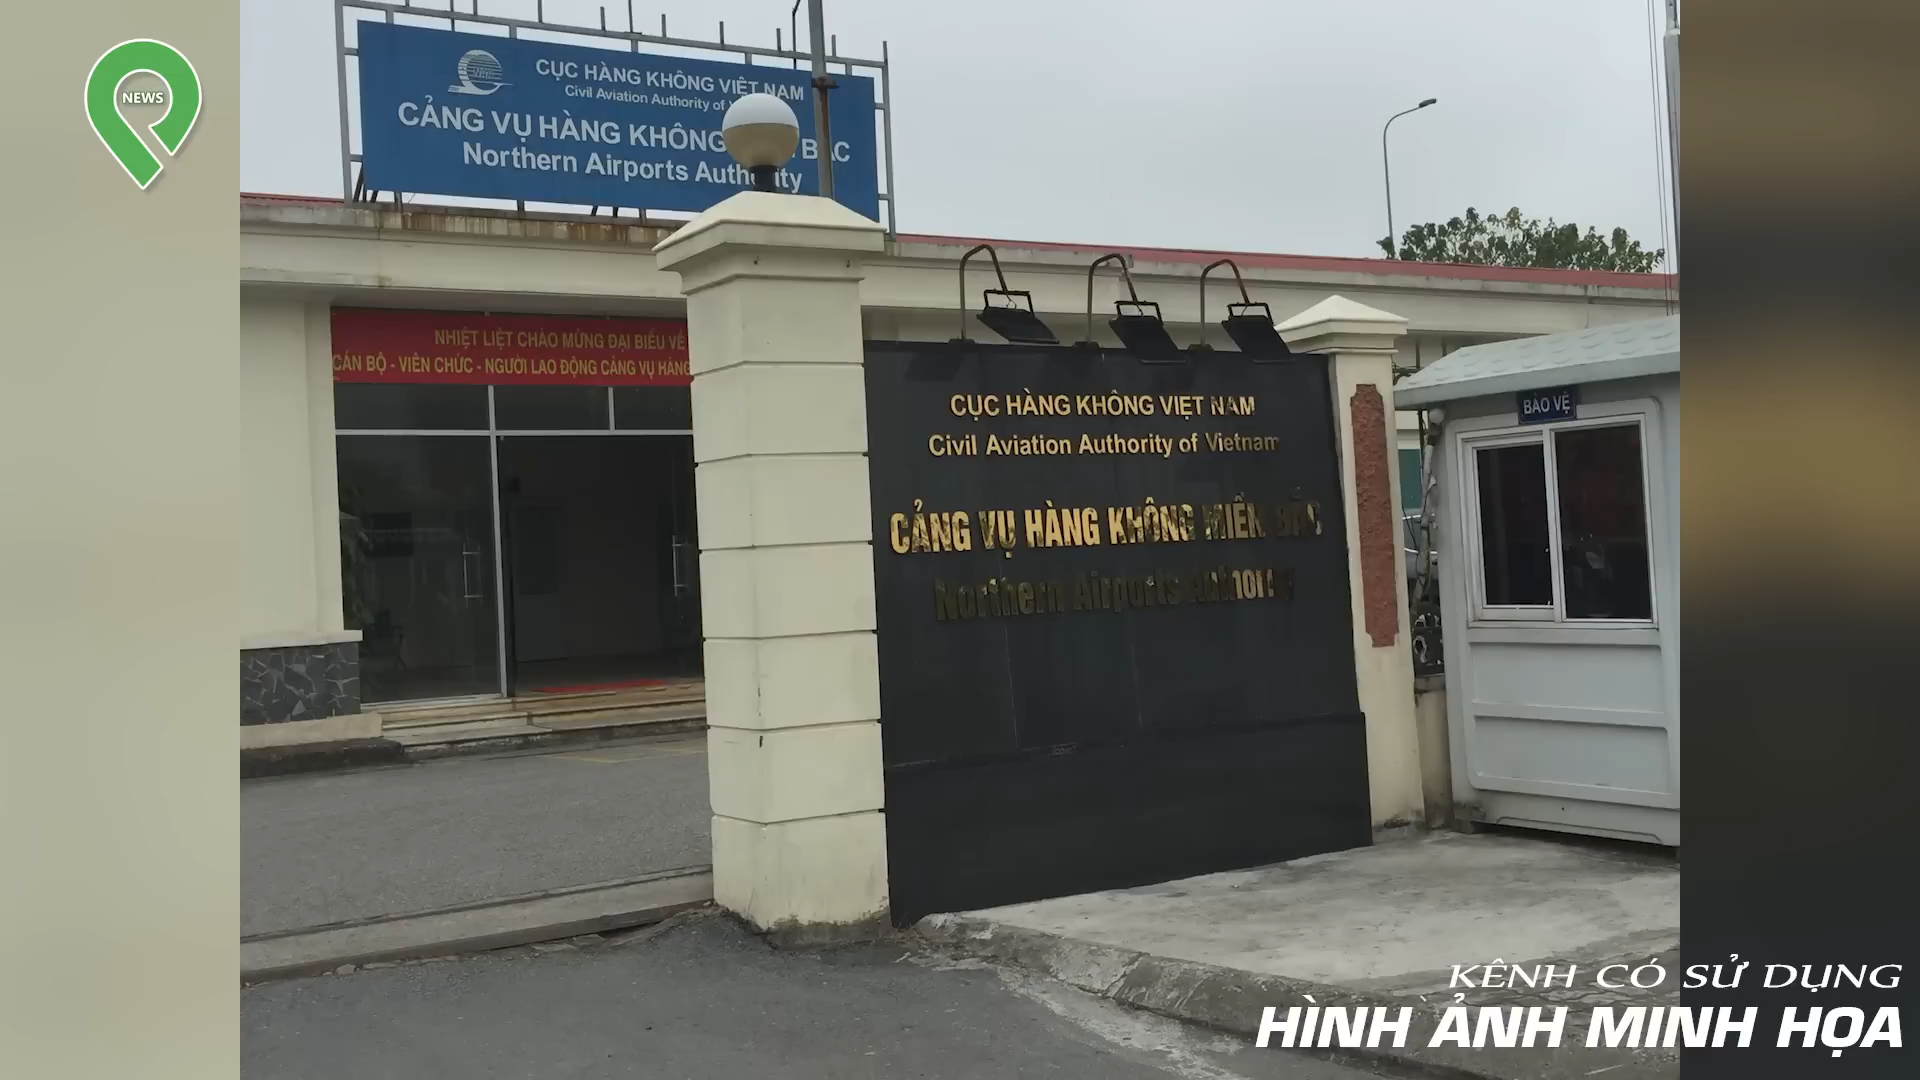 NEWS
CỤC HÀNG KHÔNG VIỆT NAM
Civil Aviation Authority of
CẢNG VỤ HÀNG KHÔNG BẮC
Northern Airports Authority
NHIỆT LIỆT CHÀO MỪNG ĐẠI BIỂU VỀ
CÁN BỘ - VIÊN CHỨC - NGƯỜI LAO ĐỘNG CẢNG VỤ HÀNG
CỤC HÀNG KHÔNG VIỆT NAM
Civil Aviation Authority of Vietnam
CẢNG VỤ HÀNG KHÔNG MIỀN BẮC
Northern Airports Authority
BẢO VỆ
KÊNH CÓ SỬ DỤNG
HÌNH ẢNH MINH HỌA